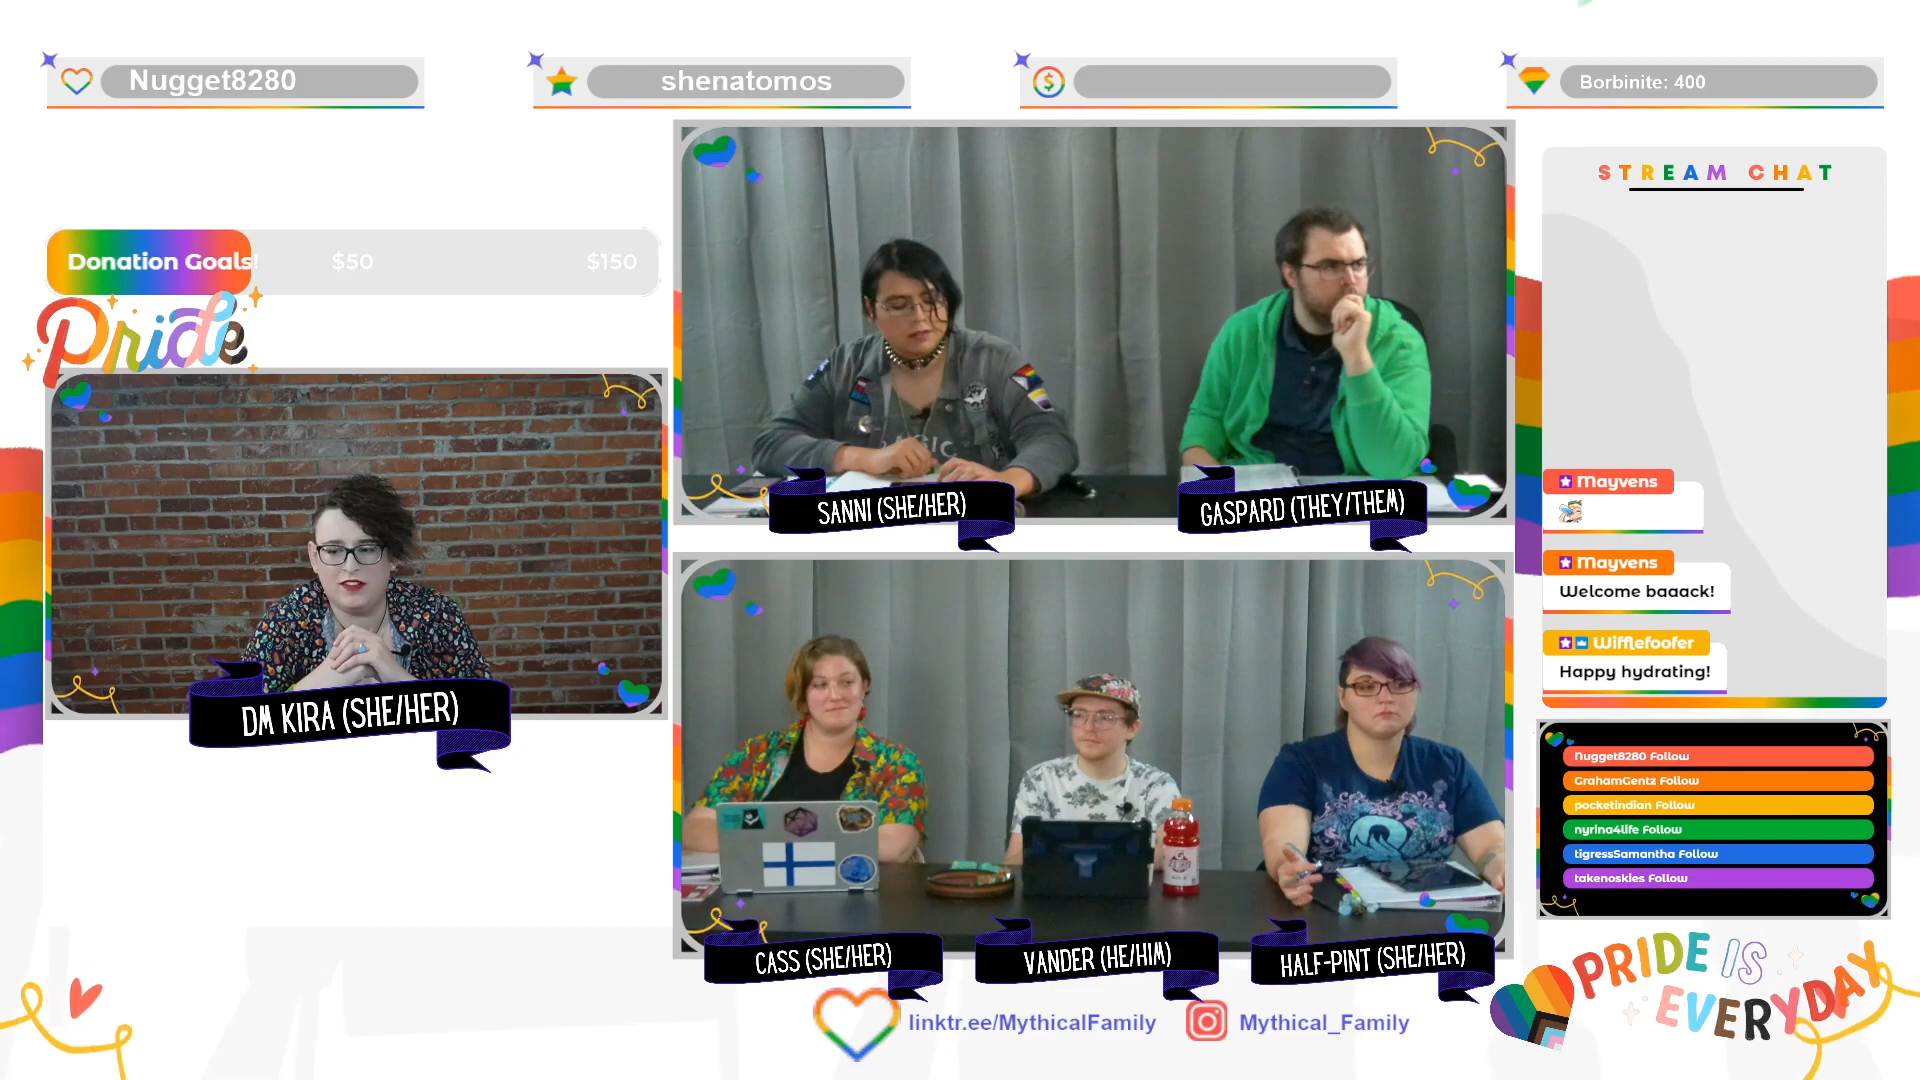 Nugget8280
shenatomos
Borbinite: 400
Donation Goals!
$50
$150
Pride
DM KIRA (SHE/HER)
SANNI (SHE/HER)
GASPARD (THEY/THEM)
CASS (SHE/HER)
VANDER (HE/HIM)
HALF-PINT (SHE/HER)
STREAM CHAT
Mayvens
Mayvens
Welcome baaack!
Wifflefoofer
Happy hydrating!
Nugget8280 Follow
GrahamGentz Follow
pocketindian Follow
nyrina4life Follow
tigressSamantha Follow
takenoskies Follow
PRIDE IS
EVERYDAY
linktr.ee/MythicalFamily
Mythical_Family